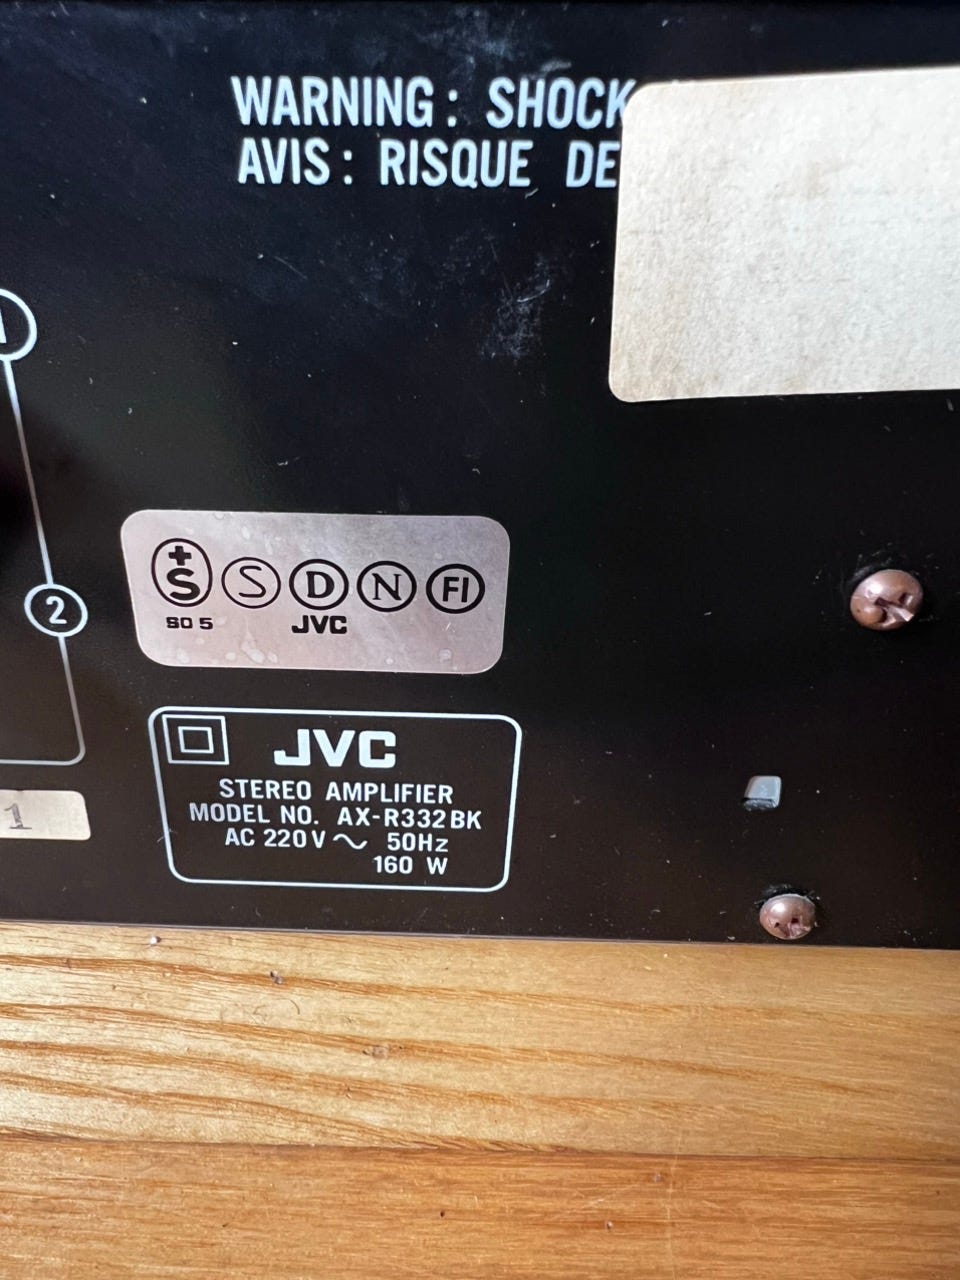 WARNING: SHOCK
AVIS: RISQUE DE
1
2
+S S D N FI
SO 5 JVC
1
JVC
STEREO AMPLIFIER
MODEL NO. AX-R332BK
AC 220V ~ 50Hz
160 W